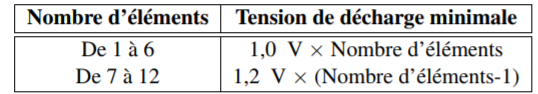 Nombre d'éléments Tension de décharge minimale
De 1 à 6 1,0 V × Nombre d'éléments
De 7 à 12 1,2 V × (Nombre d'éléments-1)